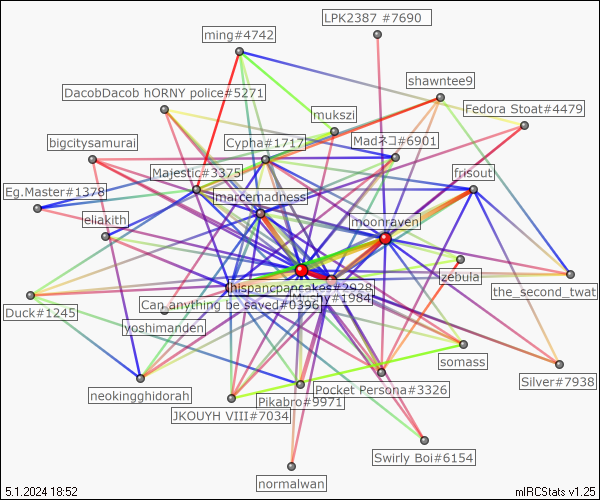 LPK2387 #7690
ming#4742
shawntee9
DacobDacob hORNY police#5271
Fedora Stoat#4479
mukszi
bigcitysamurai
Cypha#1717
Madネコ#6901
Majestic#3375
frisout
Eg.Master#1378
marcemadness
eliakith
moonraven
zebula
hispanopancakes#2928
the_second_twat
Mushy#1984
Can anything be saved#0396
Duck#1245
yoshimanden
somass
Silver#7938
neokingghidorah
Pocket Persona#3326
Pikabro#9971
JKOUYH VIII#7034
Swirly Boi#6154
normalwan
5.1.2024 18:52
mIRCStats v1.25